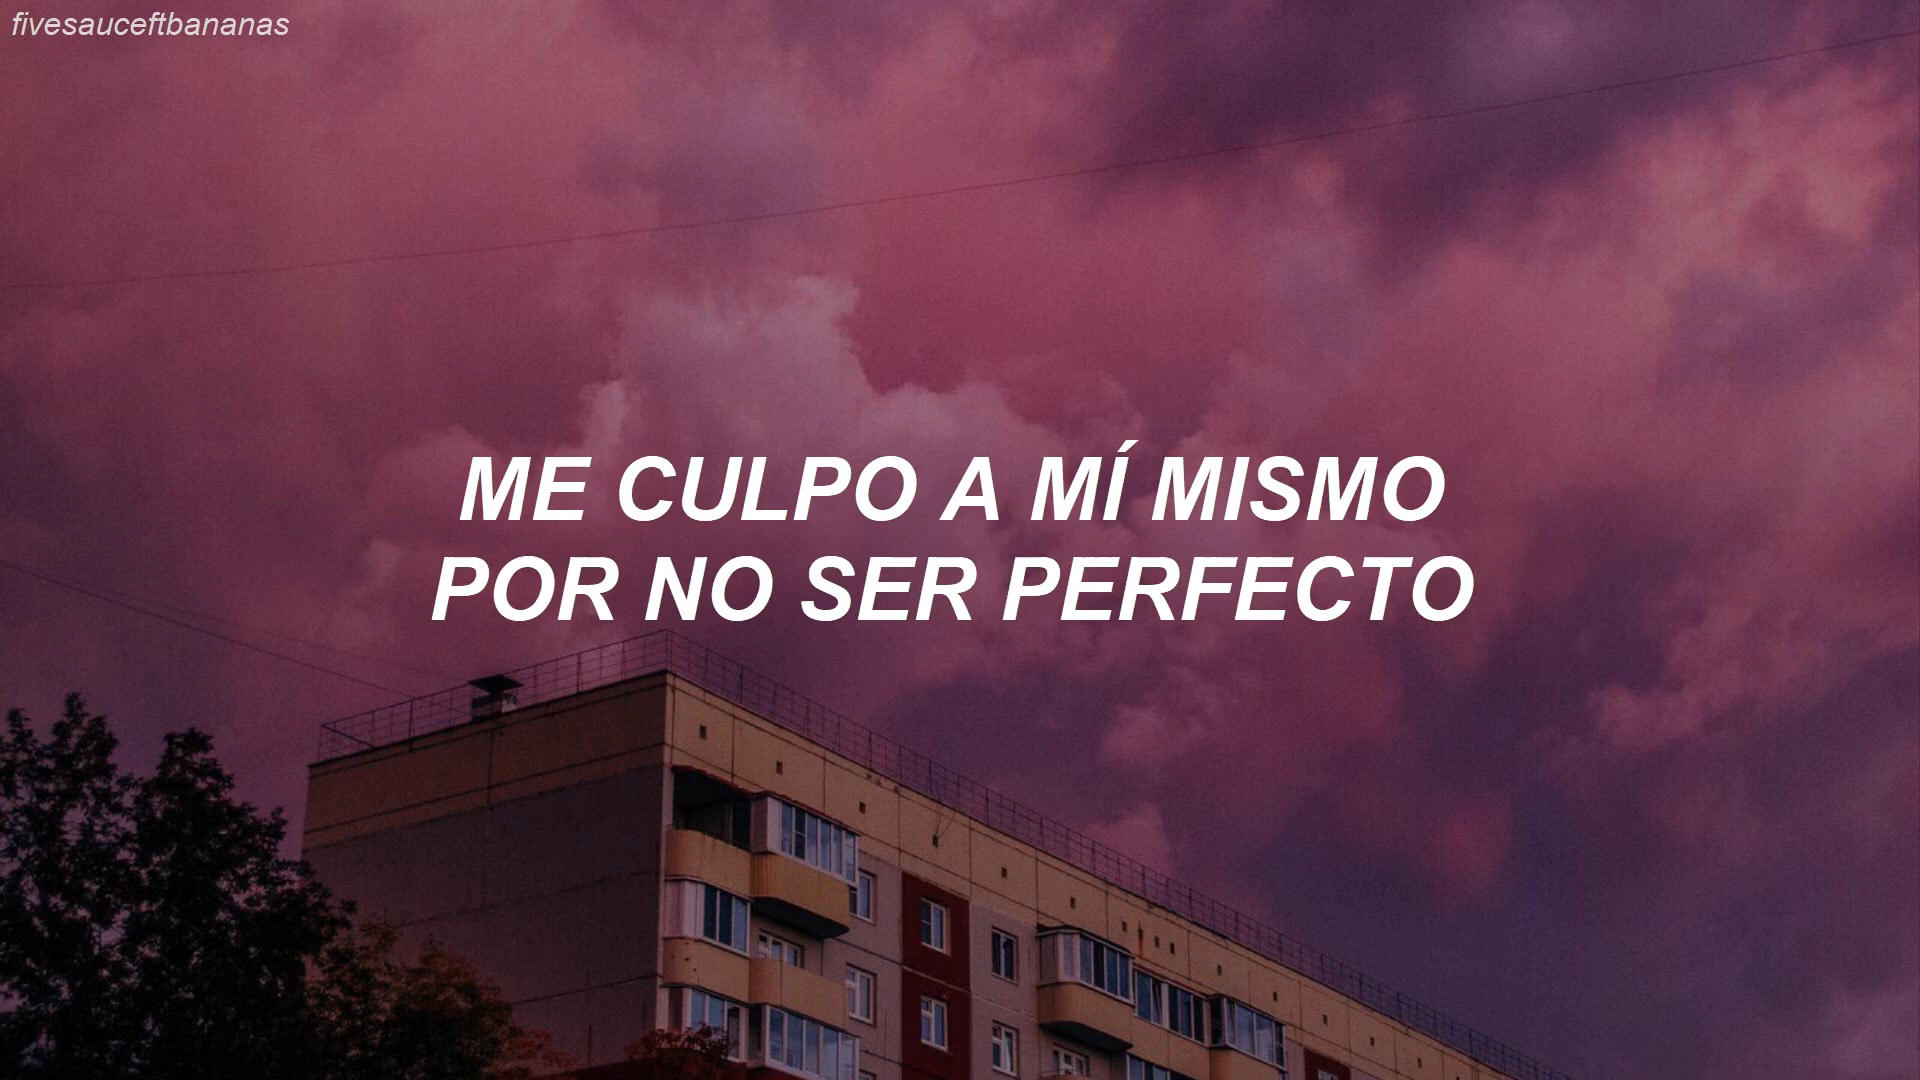 fivesauceftbananas
ME CULPO A MÍ MISMO
POR NO SER PERFECTO